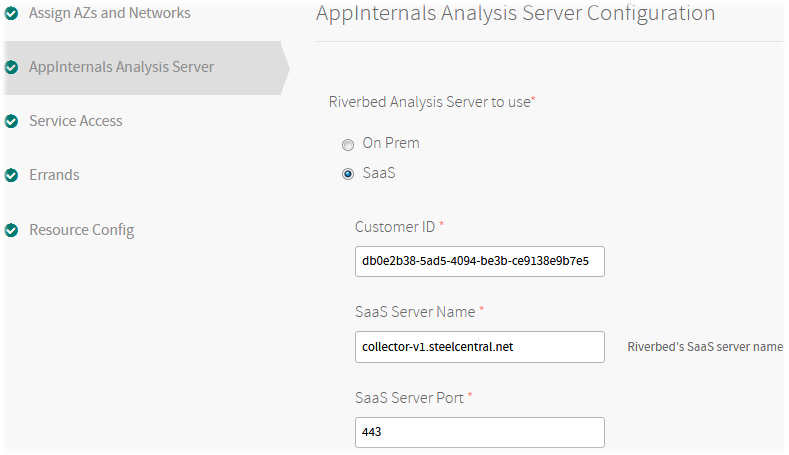 Assign AZs and Networks
AppInternals Analysis Server
Service Access
Errands
Resource Config
AppInternals Analysis Server Configuration
Riverbed Analysis Server to use*
On Prem
SaaS
Customer ID *
db0e2b38-5ad5-4094-be3b-ce9138e9b7e5
SaaS Server Name *
collector-v1.steelcentral.net
Riverbed's SaaS server name
SaaS Server Port *
443